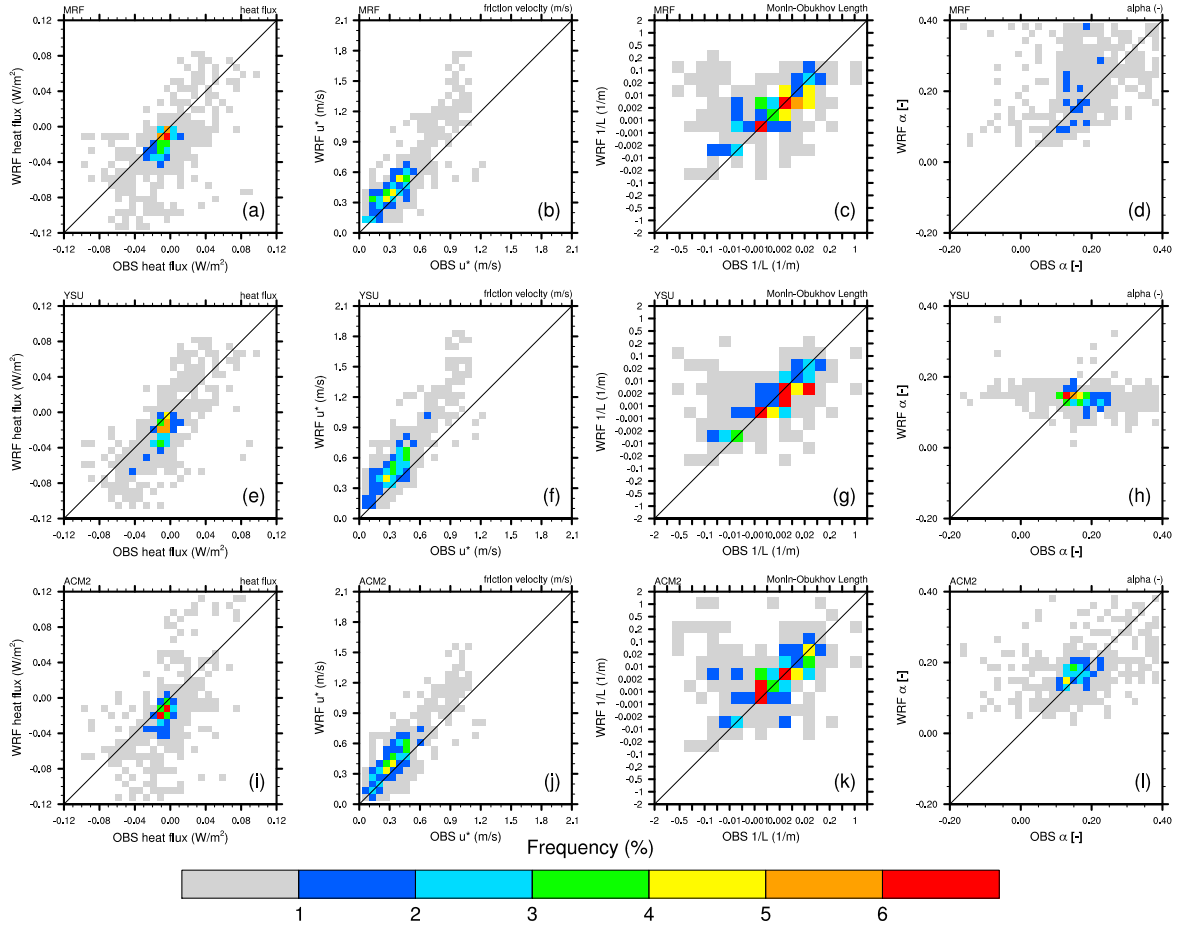 MRF heat flux
WRF heat flux (W/m²)
0.12
0.08
0.04
0.00
-0.04
-0.08
-0.12
(a)
-0.12 -0.08 -0.04 0.00 0.04 0.08 0.12
OBS heat flux (W/m²)
MRF friction velocity (m/s)
WRF u* (m/s)
2.1
1.8
1.5
1.2
0.9
0.6
0.3
0.0
(b)
0.0 0.3 0.6 0.9 1.2 1.5 1.8 2.1
OBS u* (m/s)
MRF Monin-Obukhov Length
WRF 1/L (1/m)
2
1
0.5
0.2
0.1
0.02
0.01
0.002
0.001
-0.001
-0.002
-0.01
-0.02
-0.1
-0.2
-0.5
-1
-2
(c)
-2 -0.5 -0.1 -0.01 -0.001 0.002 0.02 0.2 1
OBS 1/L (1/m)
MRF alpha (-)
WRF α [-]
0.40
0.20
0.00
-0.20
(d)
-0.20 0.00 0.20 0.40
OBS α [-]
YSU heat flux
WRF heat flux (W/m²)
0.12
0.08
0.04
0.00
-0.04
-0.08
-0.12
(e)
-0.12 -0.08 -0.04 0.00 0.04 0.08 0.12
OBS heat flux (W/m²)
YSU friction velocity (m/s)
WRF u* (m/s)
2.1
1.8
1.5
1.2
0.9
0.6
0.3
0.0
(f)
0.0 0.3 0.6 0.9 1.2 1.5 1.8 2.1
OBS u* (m/s)
YSU Monin-Obukhov Length
WRF 1/L (1/m)
2
1
0.5
0.2
0.1
0.02
0.01
0.002
0.001
-0.001
-0.002
-0.01
-0.02
-0.1
-0.2
-0.5
-1
-2
(g)
-2 -0.5 -0.1 -0.01 -0.001 0.002 0.02 0.2 1
OBS 1/L (1/m)
YSU alpha (-)
WRF α [-]
0.40
0.20
0.00
-0.20
(h)
-0.20 0.00 0.20 0.40
OBS α [-]
ACM2 heat flux
WRF heat flux (W/m²)
0.12
0.08
0.04
0.00
-0.04
-0.08
-0.12
(i)
-0.12 -0.08 -0.04 0.00 0.04 0.08 0.12
OBS heat flux (W/m²)
ACM2 friction velocity (m/s)
WRF u* (m/s)
2.1
1.8
1.5
1.2
0.9
0.6
0.3
0.0
(j)
0.0 0.3 0.6 0.9 1.2 1.5 1.8 2.1
OBS u* (m/s)
ACM2 Monin-Obukhov Length
WRF 1/L (1/m)
2
1
0.5
0.2
0.1
0.02
0.01
0.002
0.001
-0.001
-0.002
-0.01
-0.02
-0.1
-0.2
-0.5
-1
-2
(k)
-2 -0.5 -0.1 -0.01 -0.001 0.002 0.02 0.2 1
OBS 1/L (1/m)
ACM2 alpha (-)
WRF α [-]
0.40
0.20
0.00
-0.20
(l)
-0.20 0.00 0.20 0.40
OBS α [-]
Frequency (%)
1 2 3 4 5 6